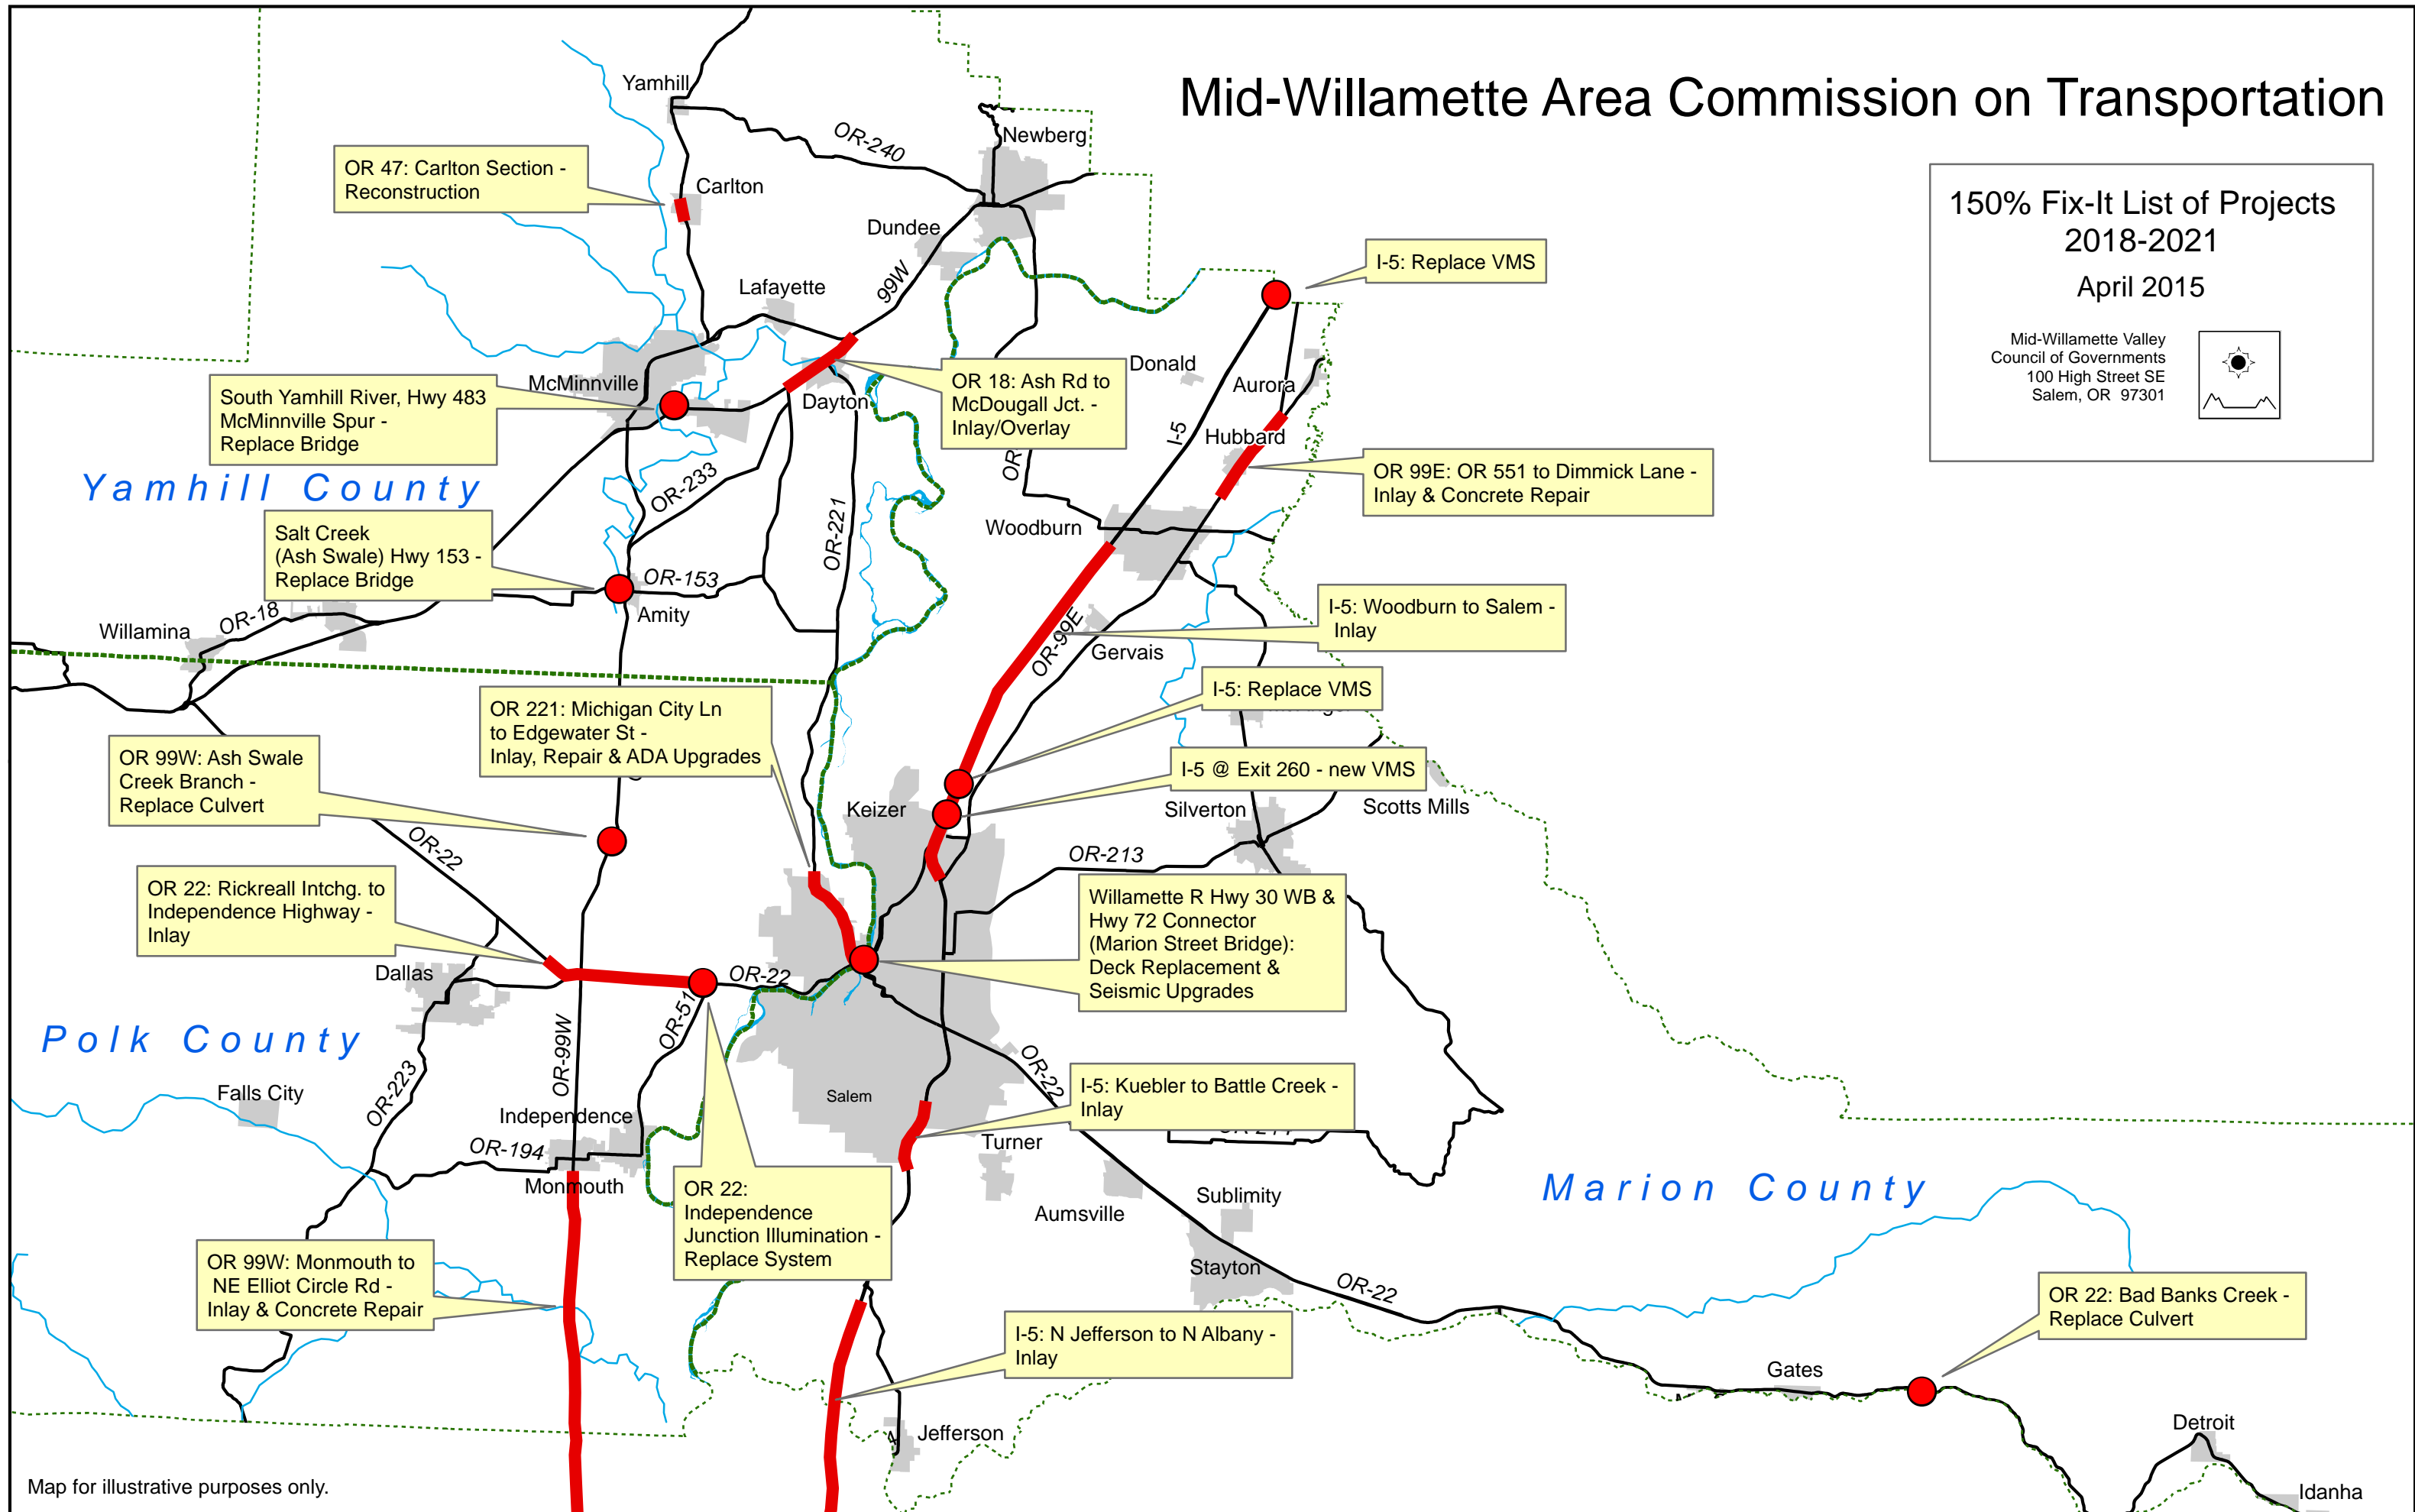 Mid-Willamette Area Commission on Transportation
150% Fix-It List of Projects
2018-2021
April 2015
Mid-Willamette Valley
Council of Governments
100 High Street SE
Salem, OR 97301
Yamhill
OR-240
Newberg
OR 47: Carlton Section -
Reconstruction
Carlton
Dundee
99W
I-5: Replace VMS
Lafayette
Donald
Aurora
OR 18: Ash Rd to
McDougall Jct. -
Inlay/Overlay
McMinnville
Dayton
South Yamhill River, Hwy 483
McMinnville Spur -
Replace Bridge
I-5
Hubbard
OR
OR 99E: OR 551 to Dimmick Lane -
Inlay & Concrete Repair
Yamhill County
OR-233
OR-221
Woodburn
Salt Creek
(Ash Swale) Hwy 153 -
Replace Bridge
OR-153
Amity
I-5: Woodburn to Salem -
Inlay
OR-18
Willamina
OR-99E
Gervais
I-5: Replace VMS
OR 221: Michigan City Ln
to Edgewater St -
Inlay, Repair & ADA Upgrades
OR 99W: Ash Swale
Creek Branch -
Replace Culvert
I-5 @ Exit 260 - new VMS
Keizer
Silverton
Scotts Mills
OR-22
OR-213
OR 22: Rickreall Intchg. to
Independence Highway -
Inlay
Willamette R Hwy 30 WB &
Hwy 72 Connector
(Marion Street Bridge):
Deck Replacement &
Seismic Upgrades
Dallas
OR-22
OR-51
Polk County
OR-99W
OR-22
Falls City
OR-223
Salem
I-5: Kuebler to Battle Creek -
Inlay
Independence
OR-194
Turner
Monmouth
Marion County
OR 22:
Independence
Junction Illumination -
Replace System
Sublimity
Aumsville
OR 99W: Monmouth to
NE Elliot Circle Rd -
Inlay & Concrete Repair
Stayton
OR-22
OR 22: Bad Banks Creek -
Replace Culvert
I-5: N Jefferson to N Albany -
Inlay
Gates
Jefferson
Detroit
Map for illustrative purposes only.
Idanha